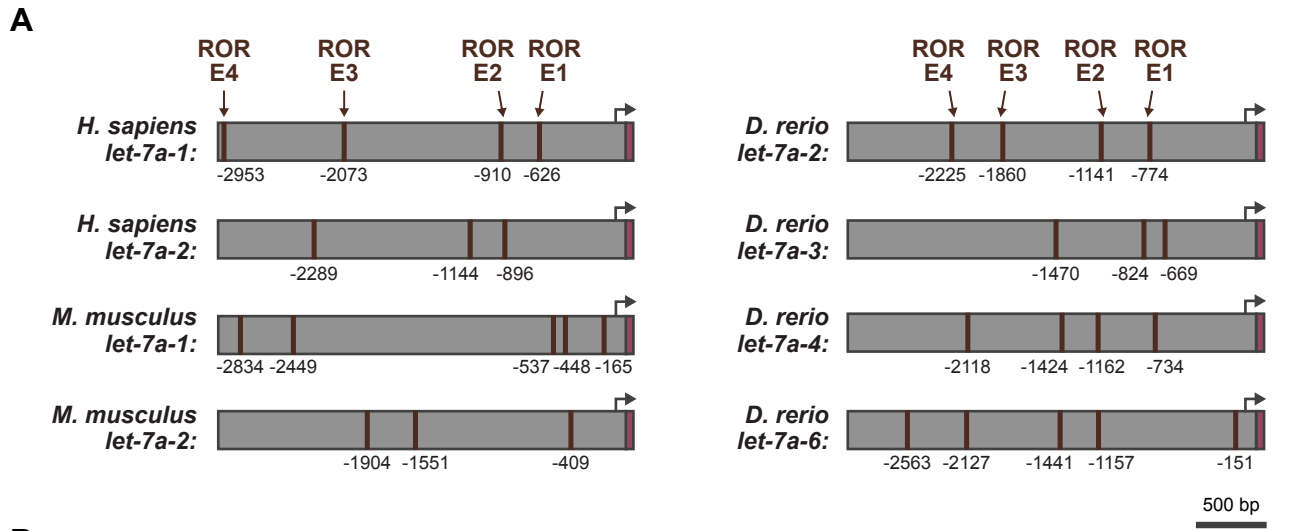 A
ROR ROR ROR ROR
E4 E3 E2 E1
H. sapiens
let-7a-1:
-2953 -2073 -910 -626
H. sapiens
let-7a-2:
-2289 -1144 -896
M. musculus
let-7a-1:
-2834 -2449 -537 -448 -165
M. musculus
let-7a-2:
-1904 -1551 -409
ROR ROR ROR ROR
E4 E3 E2 E1
D. rerio
let-7a-2:
-2225 -1860 -1141 -774
D. rerio
let-7a-3:
-1470 -824 -669
D. rerio
let-7a-4:
-2118 -1424 -1162 -734
D. rerio
let-7a-6:
-2563 -2127 -1441 -1157 -151
500 bp